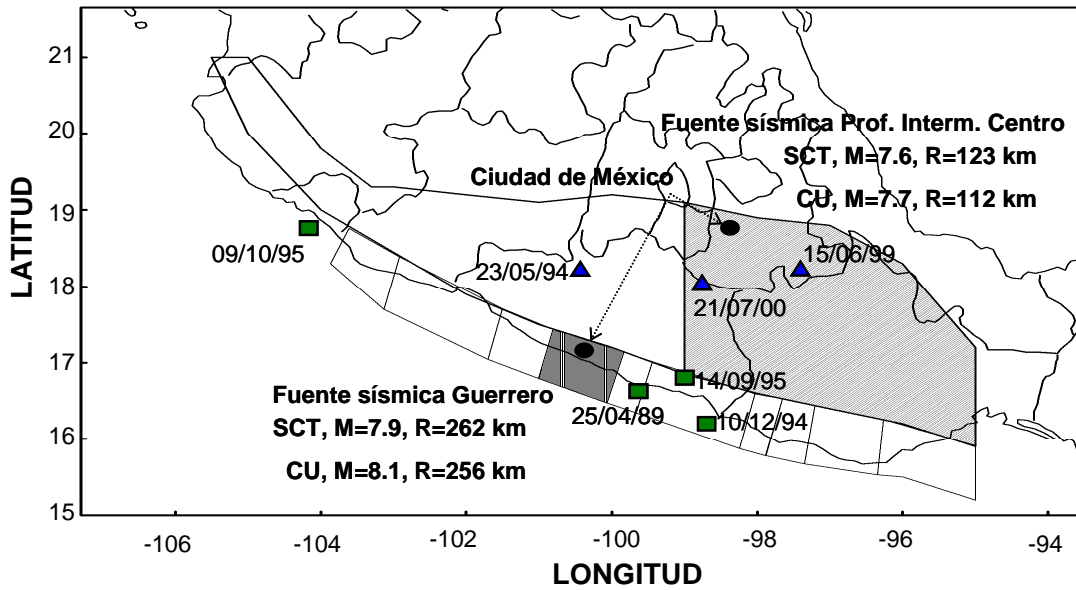 21
20
19
18
17
16
15
LATITUD
Fuente sísmica Prof. Interm. Centro
SCT, M=7.6, R=123 km
CU, M=7.7, R=112 km
Ciudad de México
09/10/95
23/05/94
15/06/99
21/07/00
14/09/95
25/04/89
10/12/94
Fuente sísmica Guerrero
SCT, M=7.9, R=262 km
CU, M=8.1, R=256 km
-106
-104
-102
-100
-98
-96
-94
LONGITUD